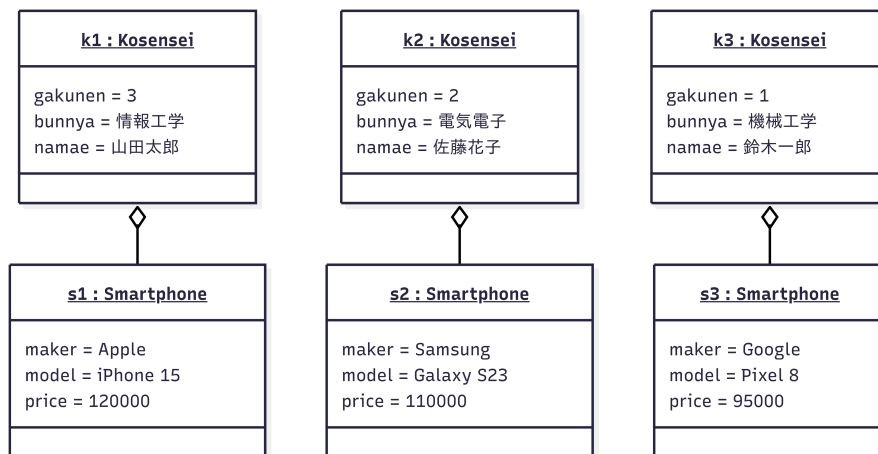 k1 : Kosensei
gakunen = 3
bunnya = 情報工学
namae = 山田太郎
k2 : Kosensei
gakunen = 2
bunnya = 電気電子
namae = 佐藤花子
k3 : Kosensei
gakunen = 1
bunnya = 機械工学
namae = 鈴木一郎
s1 : Smartphone
maker = Apple
model = iPhone 15
price = 120000
s2 : Smartphone
maker = Samsung
model = Galaxy S23
price = 110000
s3 : Smartphone
maker = Google
model = Pixel 8
price = 95000